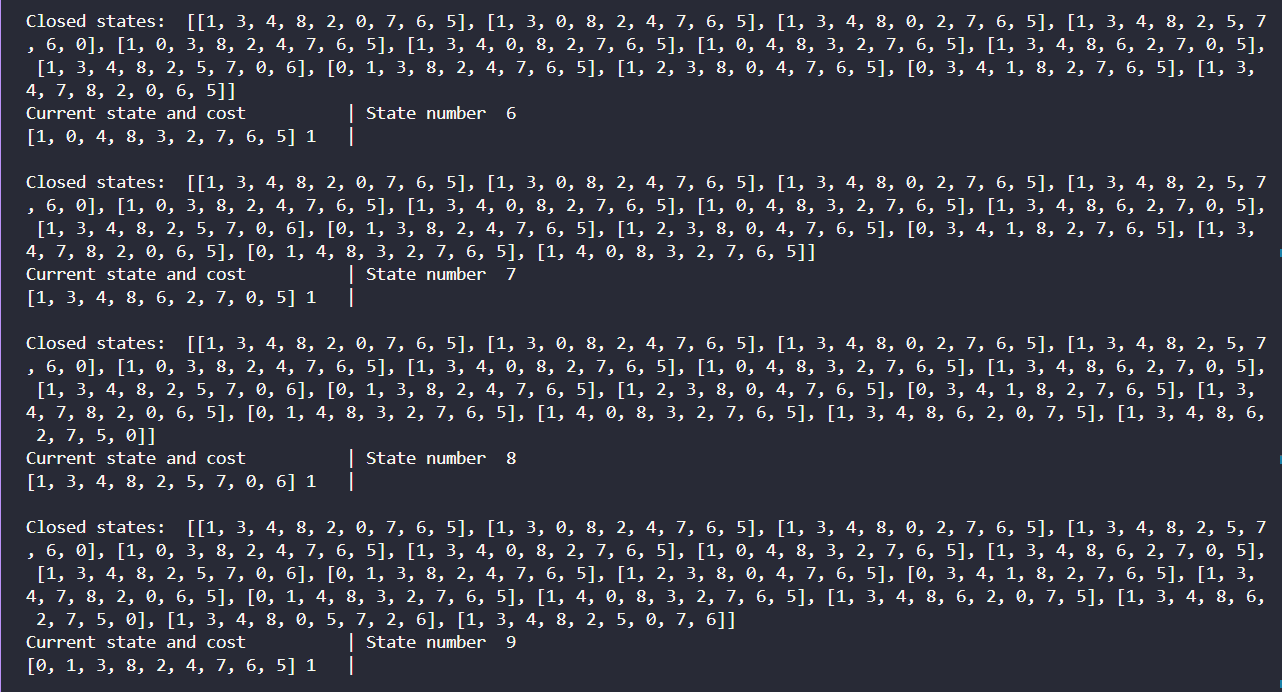 Closed states:  [[1, 3, 4, 8, 2, 0, 7, 6, 5], [1, 3, 0, 8, 2, 4, 7, 6, 5], [1, 3, 4, 8, 0, 2, 7, 6, 5], [1, 3, 4, 8, 2, 5, 7
, 6, 0], [1, 0, 3, 8, 2, 4, 7, 6, 5], [1, 3, 4, 0, 8, 2, 7, 6, 5], [1, 0, 4, 8, 3, 2, 7, 6, 5], [1, 3, 4, 8, 6, 2, 7, 0, 5],
 [1, 3, 4, 8, 2, 5, 7, 0, 6], [0, 1, 3, 8, 2, 4, 7, 6, 5], [1, 2, 3, 8, 0, 4, 7, 6, 5], [0, 3, 4, 1, 8, 2, 7, 6, 5], [1, 3,
4, 7, 8, 2, 0, 6, 5]]
Current state and cost          | State number  6
[1, 0, 4, 8, 3, 2, 7, 6, 5] 1   |

Closed states:  [[1, 3, 4, 8, 2, 0, 7, 6, 5], [1, 3, 0, 8, 2, 4, 7, 6, 5], [1, 3, 4, 8, 0, 2, 7, 6, 5], [1, 3, 4, 8, 2, 5, 7
, 6, 0], [1, 0, 3, 8, 2, 4, 7, 6, 5], [1, 3, 4, 0, 8, 2, 7, 6, 5], [1, 0, 4, 8, 3, 2, 7, 6, 5], [1, 3, 4, 8, 6, 2, 7, 0, 5],
 [1, 3, 4, 8, 2, 5, 7, 0, 6], [0, 1, 3, 8, 2, 4, 7, 6, 5], [1, 2, 3, 8, 0, 4, 7, 6, 5], [0, 3, 4, 1, 8, 2, 7, 6, 5], [1, 3,
4, 7, 8, 2, 0, 6, 5], [0, 1, 4, 8, 3, 2, 7, 6, 5], [1, 4, 0, 8, 3, 2, 7, 6, 5]]
Current state and cost          | State number  7
[1, 3, 4, 8, 6, 2, 7, 0, 5] 1   |

Closed states:  [[1, 3, 4, 8, 2, 0, 7, 6, 5], [1, 3, 0, 8, 2, 4, 7, 6, 5], [1, 3, 4, 8, 0, 2, 7, 6, 5], [1, 3, 4, 8, 2, 5, 7
, 6, 0], [1, 0, 3, 8, 2, 4, 7, 6, 5], [1, 3, 4, 0, 8, 2, 7, 6, 5], [1, 0, 4, 8, 3, 2, 7, 6, 5], [1, 3, 4, 8, 6, 2, 7, 0, 5],
 [1, 3, 4, 8, 2, 5, 7, 0, 6], [0, 1, 3, 8, 2, 4, 7, 6, 5], [1, 2, 3, 8, 0, 4, 7, 6, 5], [0, 3, 4, 1, 8, 2, 7, 6, 5], [1, 3,
4, 7, 8, 2, 0, 6, 5], [0, 1, 4, 8, 3, 2, 7, 6, 5], [1, 4, 0, 8, 3, 2, 7, 6, 5], [1, 3, 4, 8, 6, 2, 0, 7, 5], [1, 3, 4, 8, 6,
 2, 7, 5, 0]]
Current state and cost          | State number  8
[1, 3, 4, 8, 2, 5, 7, 0, 6] 1   |

Closed states:  [[1, 3, 4, 8, 2, 0, 7, 6, 5], [1, 3, 0, 8, 2, 4, 7, 6, 5], [1, 3, 4, 8, 0, 2, 7, 6, 5], [1, 3, 4, 8, 2, 5, 7
, 6, 0], [1, 0, 3, 8, 2, 4, 7, 6, 5], [1, 3, 4, 0, 8, 2, 7, 6, 5], [1, 0, 4, 8, 3, 2, 7, 6, 5], [1, 3, 4, 8, 6, 2, 7, 0, 5],
 [1, 3, 4, 8, 2, 5, 7, 0, 6], [0, 1, 3, 8, 2, 4, 7, 6, 5], [1, 2, 3, 8, 0, 4, 7, 6, 5], [0, 3, 4, 1, 8, 2, 7, 6, 5], [1, 3,
4, 7, 8, 2, 0, 6, 5], [0, 1, 4, 8, 3, 2, 7, 6, 5], [1, 4, 0, 8, 3, 2, 7, 6, 5], [1, 3, 4, 8, 6, 2, 0, 7, 5], [1, 3, 4, 8, 6,
 2, 7, 5, 0], [1, 3, 4, 8, 0, 5, 7, 2, 6], [1, 3, 4, 8, 2, 5, 0, 7, 6]]
Current state and cost          | State number  9
[0, 1, 3, 8, 2, 4, 7, 6, 5] 1   |